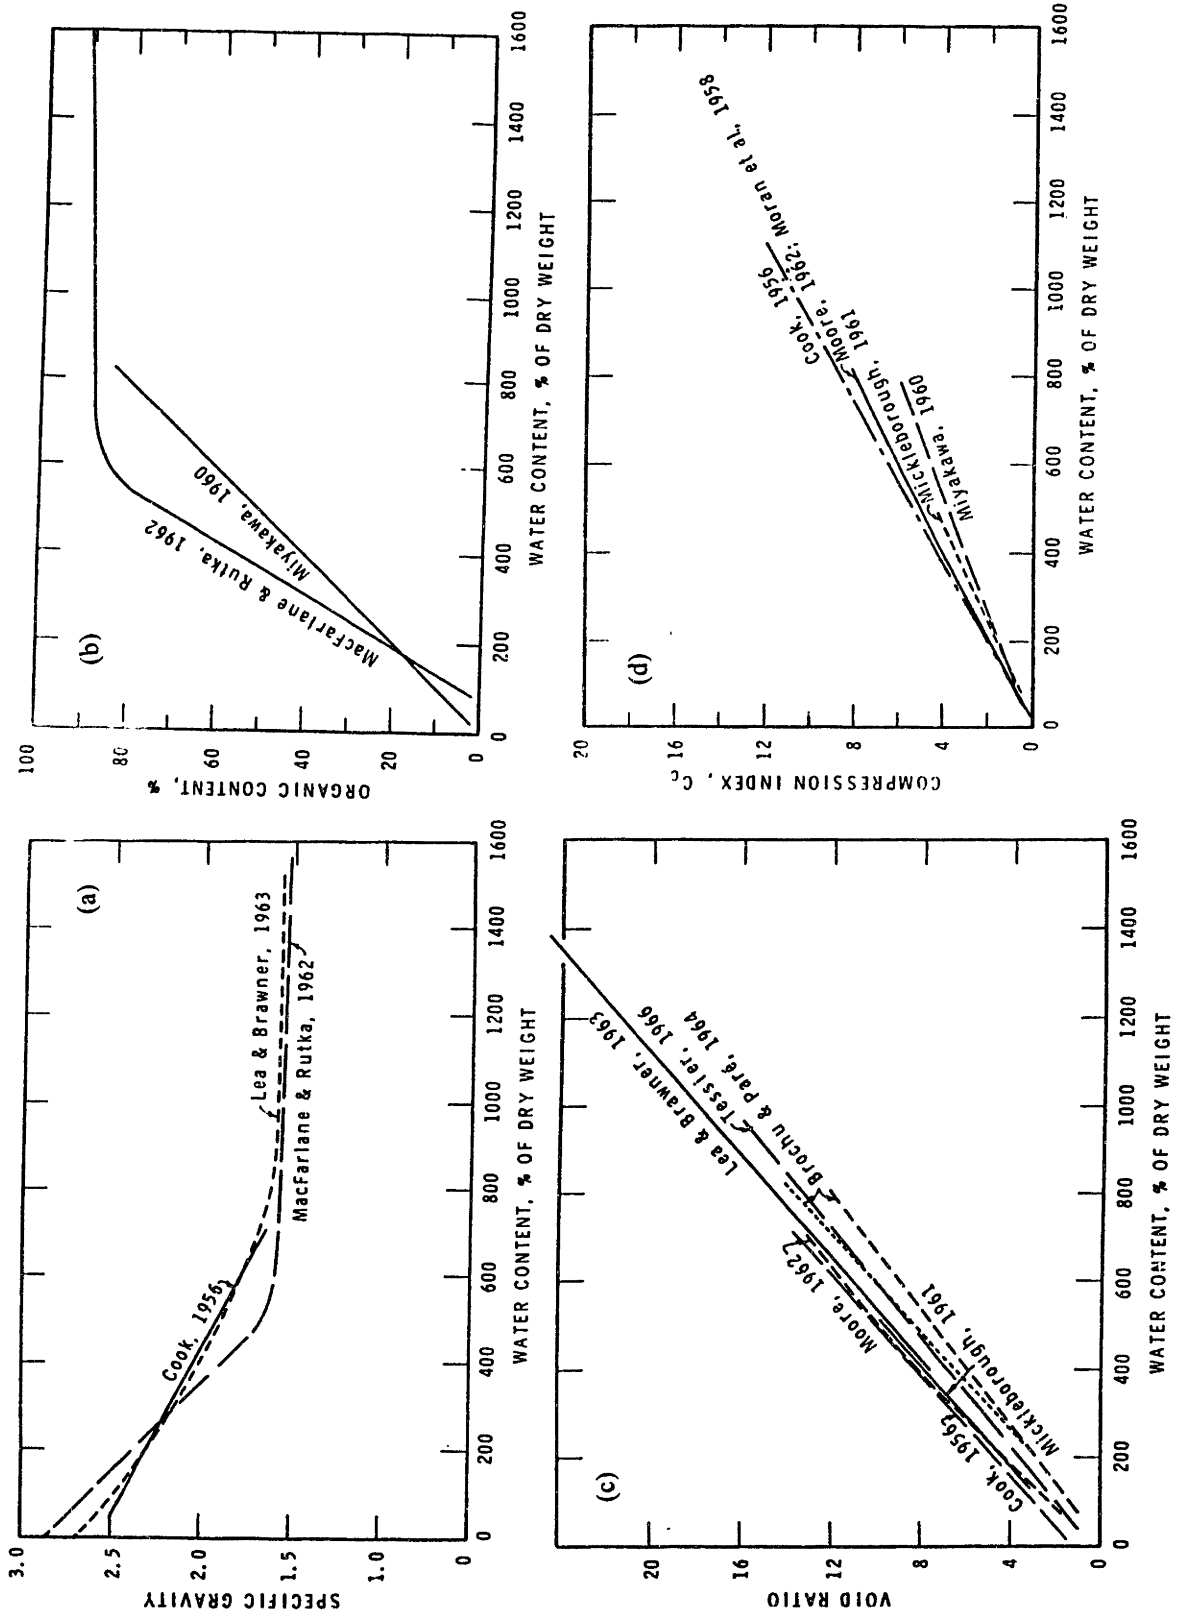 (a)
3.0
2.5
2.0
1.5
1.0
0
SPECIFIC GRAVITY
0
200
400
600
800
1000
1200
1400
1600
WATER CONTENT, % OF DRY WEIGHT
Cook, 1956
Lea & Brawner, 1963
MacFarlane & Rutka, 1962
(b)
100
80
60
40
20
0
ORGANIC CONTENT, %
0
200
400
600
800
1000
1200
1400
1600
WATER CONTENT, % OF DRY WEIGHT
MacFarlane & Rutka, 1962
Miyakawa, 1960
(c)
20
16
12
8
4
0
VOID RATIO
0
200
400
600
800
1000
1200
1400
1600
WATER CONTENT, % OF DRY WEIGHT
Lea & Brawner, 1963
Tessier, 1966
Brochu & Paré, 1964
Moore, 1962
Cook, 1956
Mickleborough, 1961
(d)
20
16
12
8
4
0
COMPRESSION INDEX, Cc
0
200
400
600
800
1000
1200
1400
1600
WATER CONTENT, % OF DRY WEIGHT
Cook, 1956
Moore, 1962; Moran et al, 1958
Mickleborough, 1961
Miyakawa, 1960